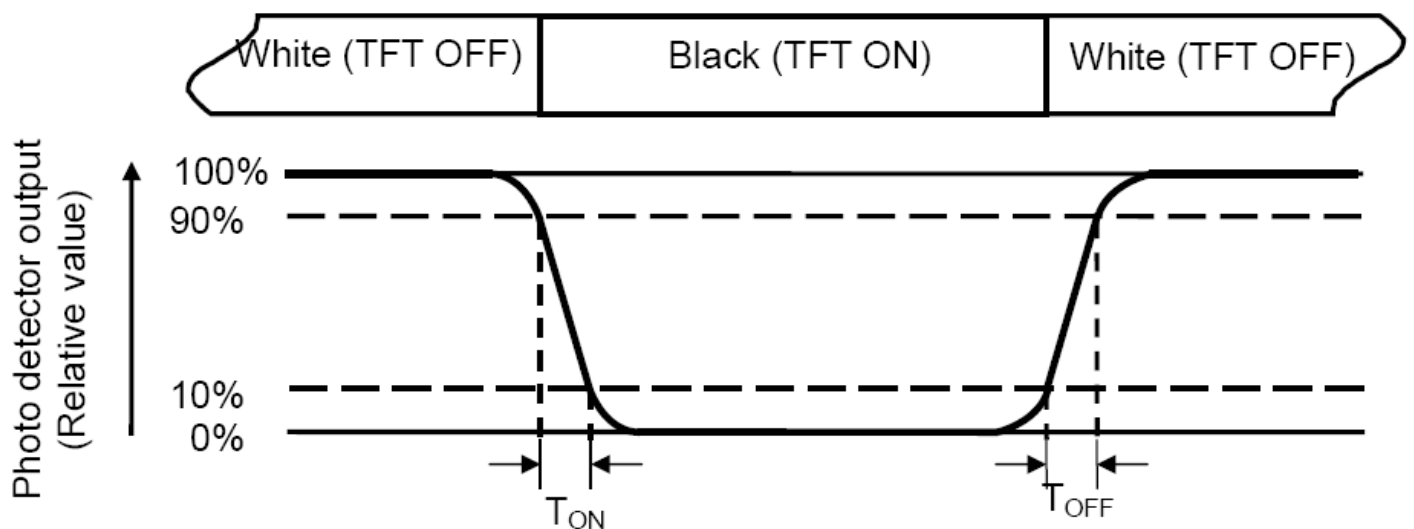 White (TFT OFF)
Black (TFT ON)
White (TFT OFF)
Photo detector output
(Relative value)
100%
90%
10%
0%
TON
TOFF